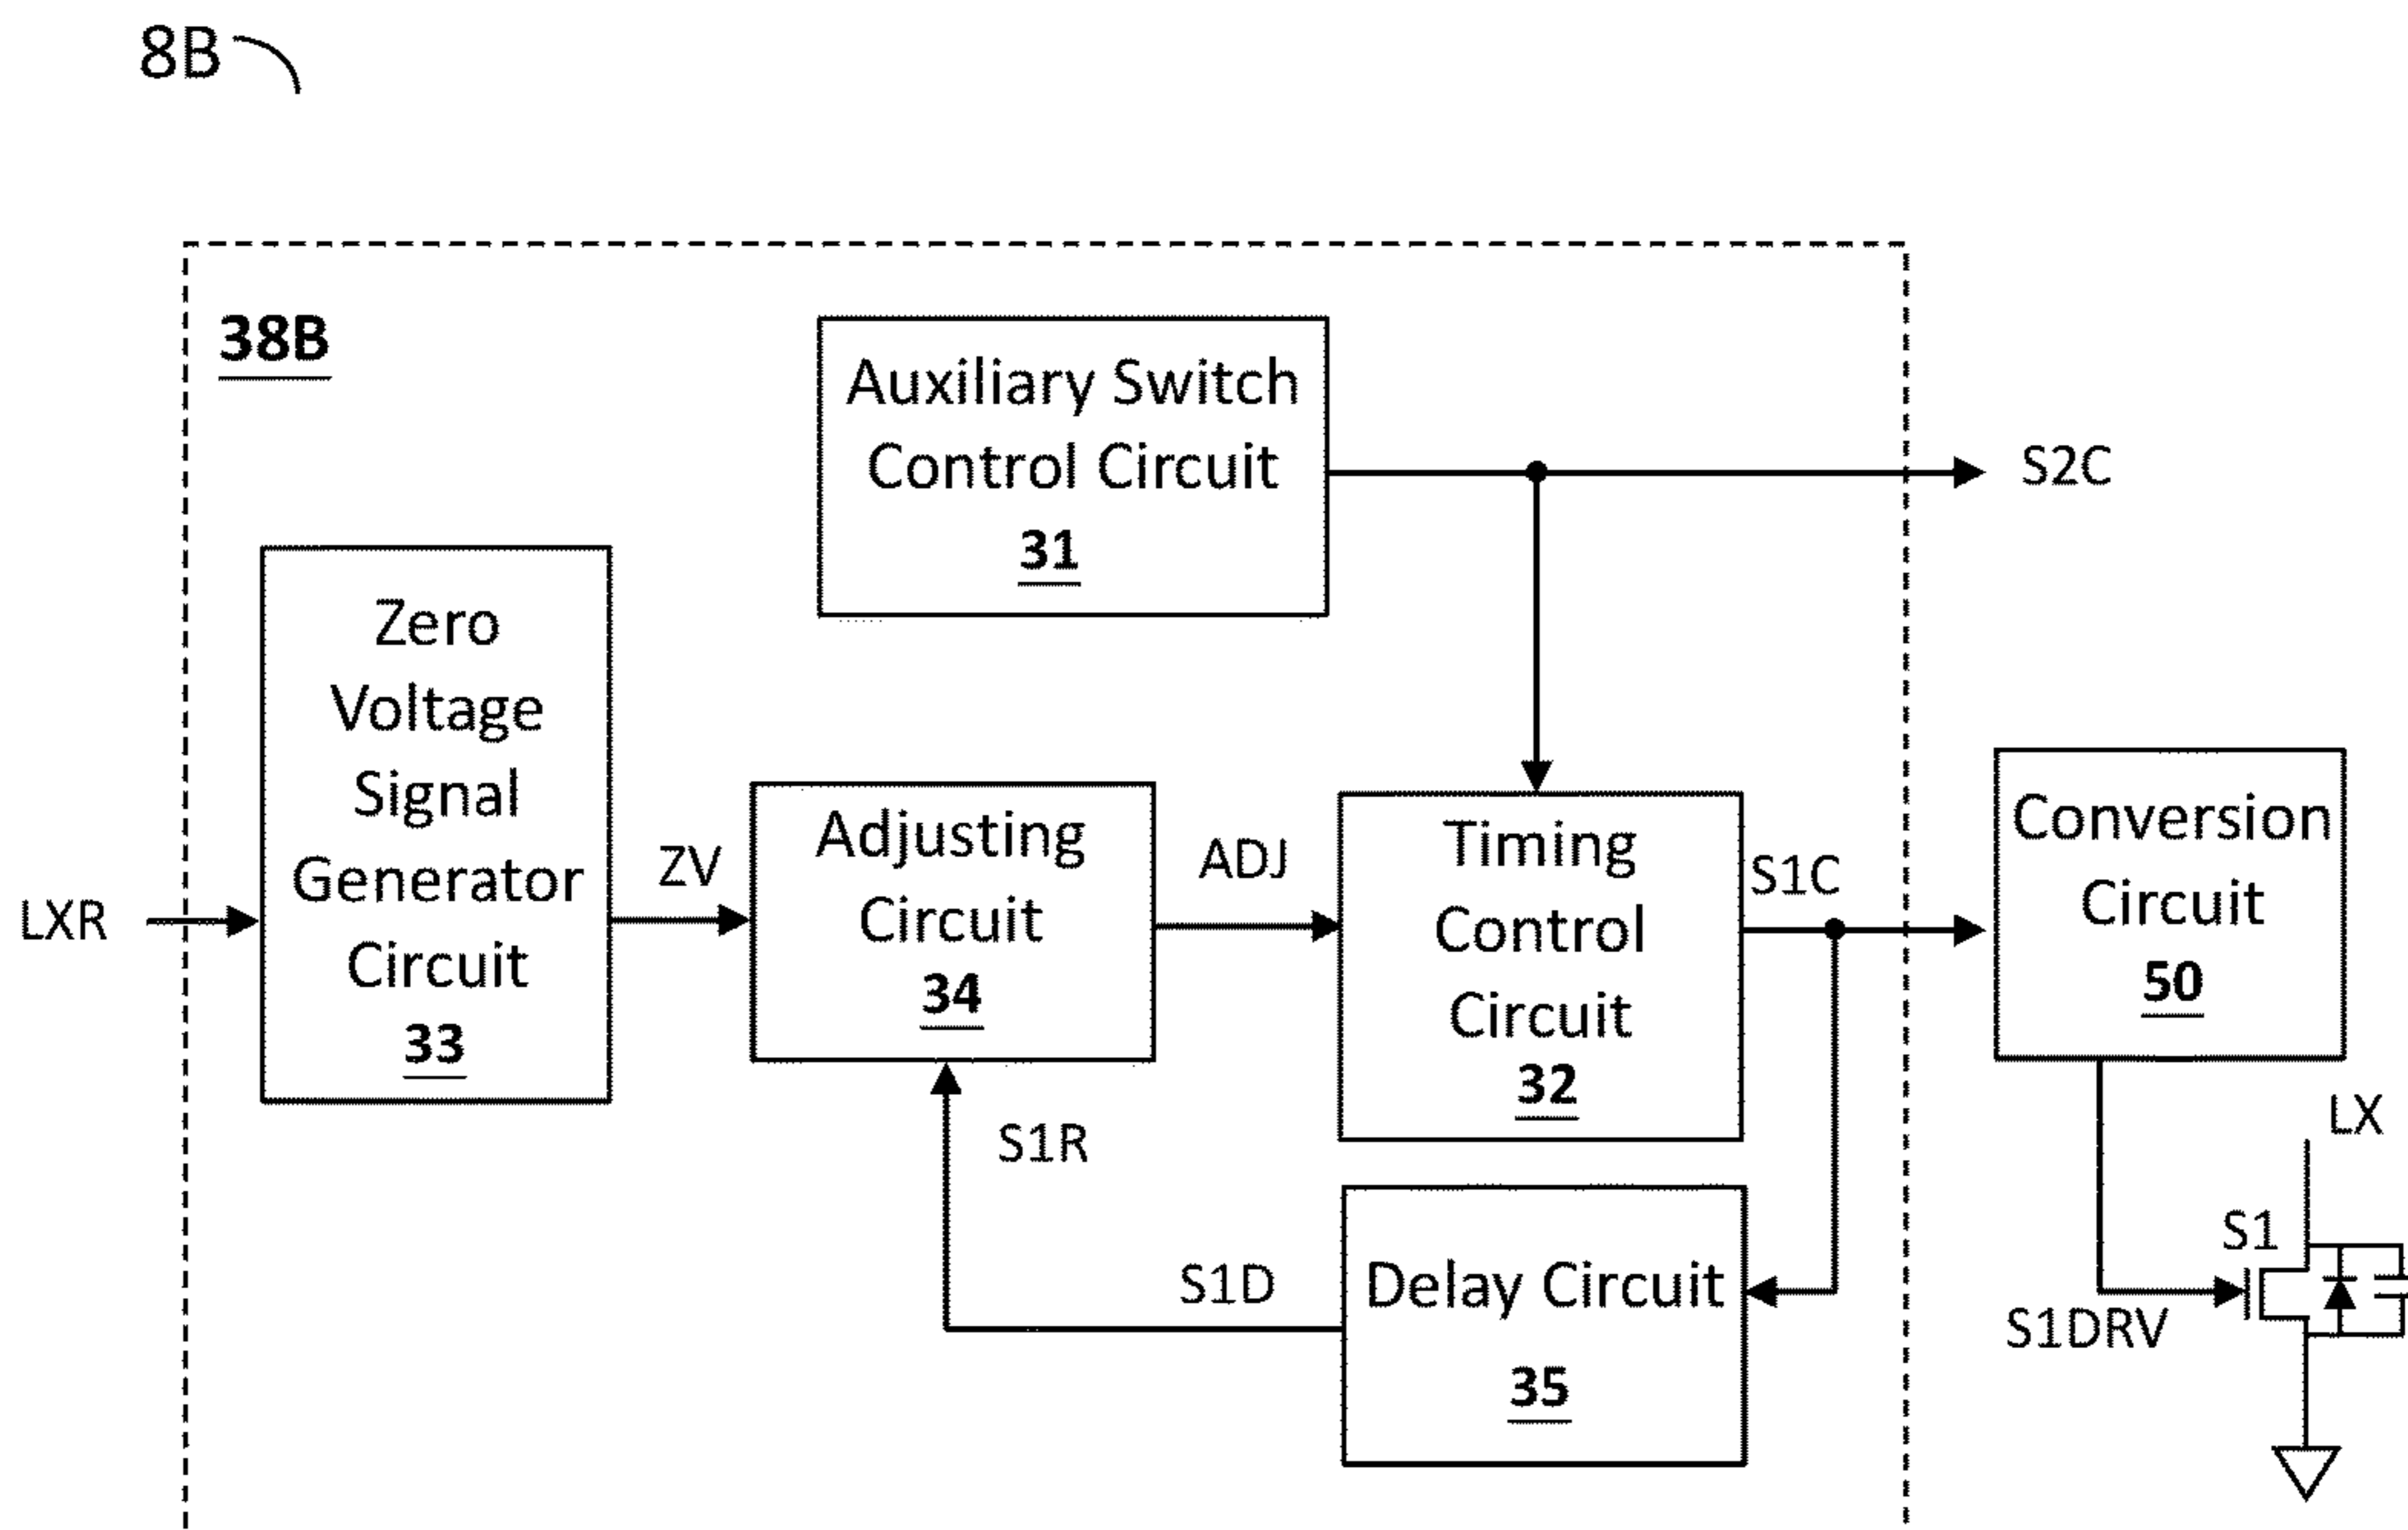 8B
38B
Auxiliary Switch
Control Circuit
31
S2C
Zero
Voltage
Signal
Generator
Circuit
33
LXR
ZV
Adjusting
Circuit
34
ADJ
Timing
Control
Circuit
32
S1C
Conversion
Circuit
50
S1R
S1D
Delay Circuit
35
LX
S1
S1DRV